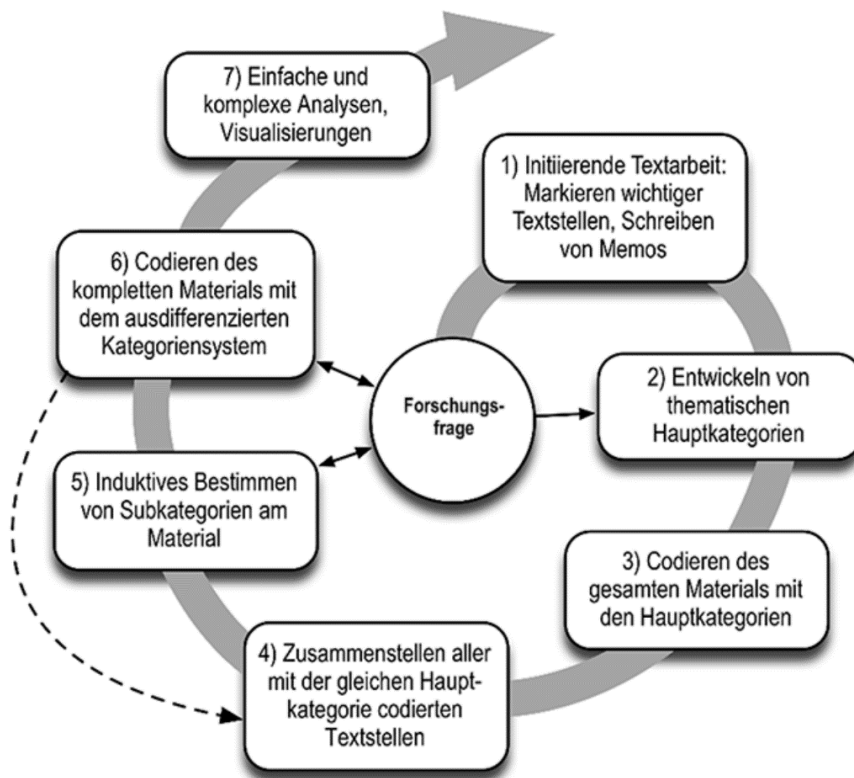 7) Einfache und
komplexe Analysen,
Visualisierungen
1) Initiierende Textarbeit:
Markieren wichtiger
Textstellen, Schreiben
von Memos
6) Codieren des
kompletten Materials mit
dem ausdifferenzierten
Kategoriensystem
Forschungs-
frage
2) Entwickeln von
thematischen
Hauptkategorien
5) Induktives Bestimmen
von Subkategorien am
Material
3) Codieren des
gesamten Materials mit
den Hauptkategorien
4) Zusammenstellen aller
mit der gleichen Haupt-
kategorie codierten
Textstellen